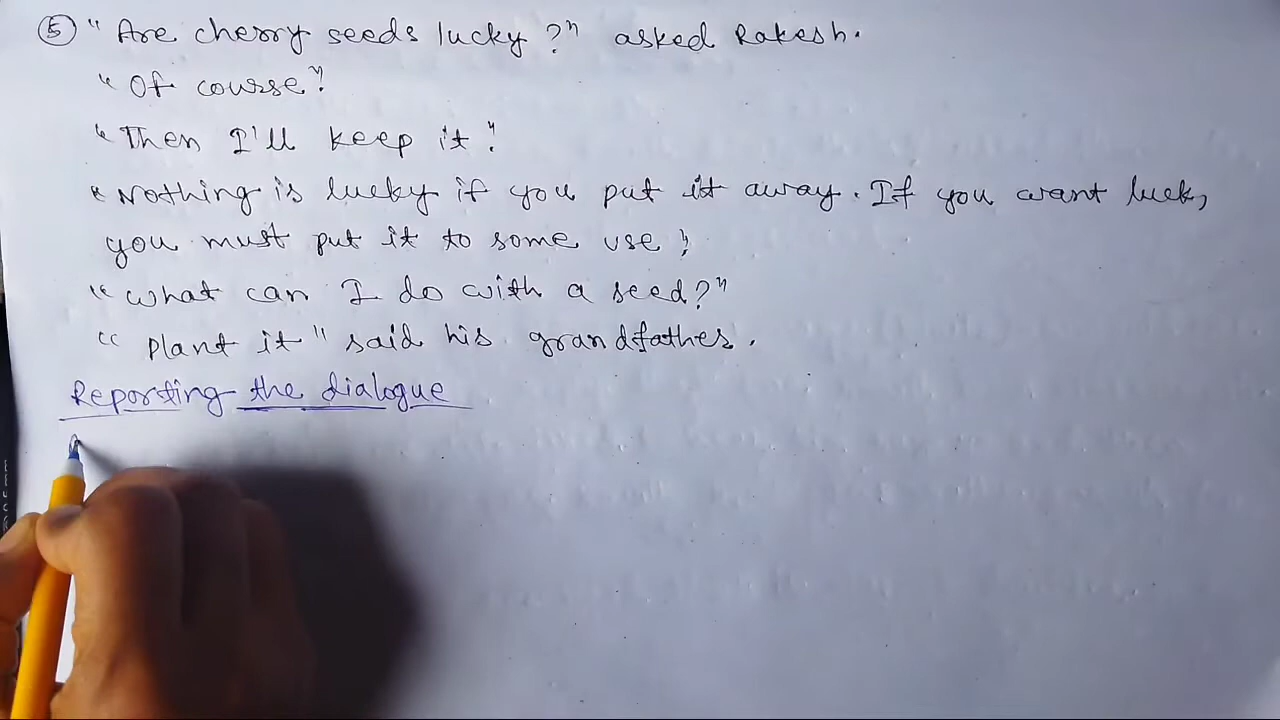 ⑤ "Are cherry seeds lucky?" asked Rakesh.
"Of course".
"Then I'll keep it".
"Nothing is lucky if you put it away. If you want luck,
you must put it to some use",
"What can I do with a seed?"
"Plant it" said his grandfather.
Reporting the dialogue